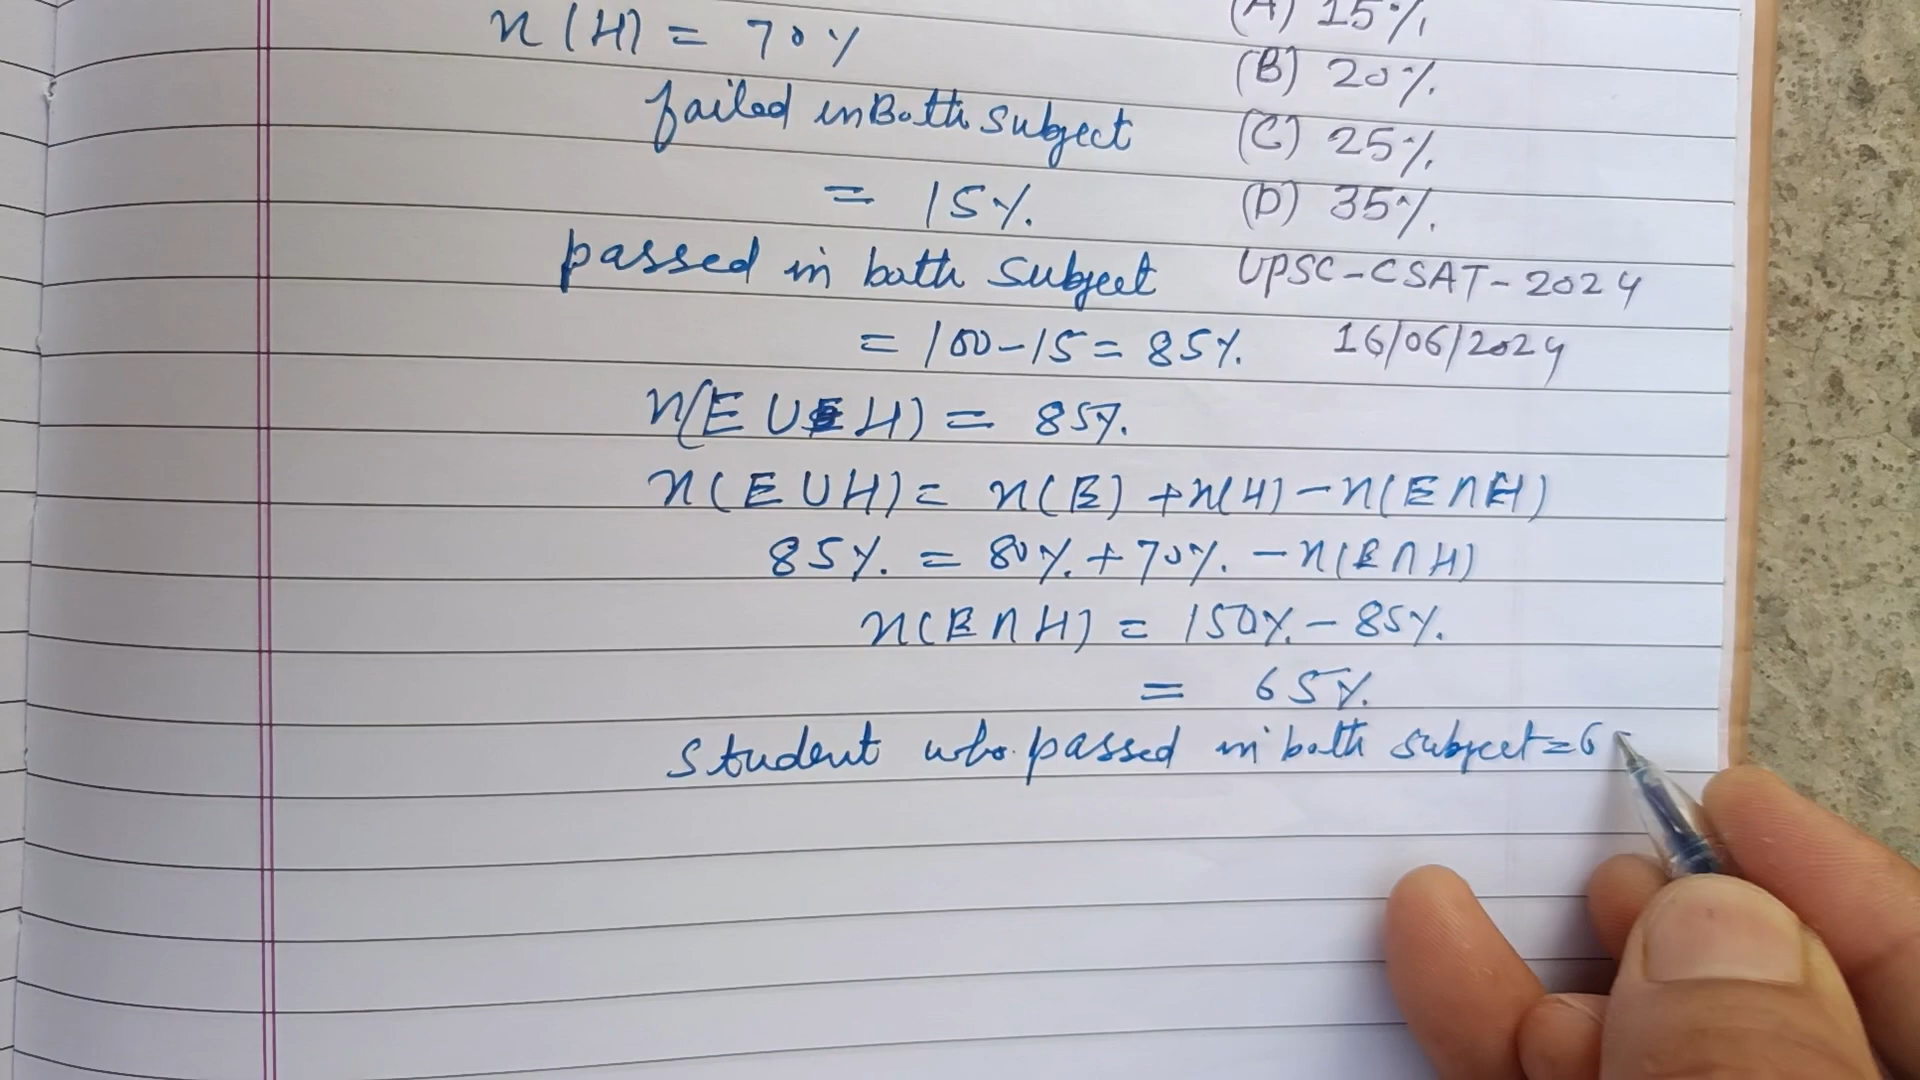 n(H) = 70%
(A) 15%
(B) 20%.
failed in Both subject
(C) 25%.
= 15%.
(D) 35%.
passed in both subject
UPSC-CSAT-2024
= 100-15 = 85%.
16/06/2024
n(E U H) = 85%.
n(E U H) = n(E) + n(H) - n(E ∩ H)
85%. = 80%. + 70%. - n(E ∩ H)
n(E ∩ H) = 150%. - 85%.
= 65%.
Student who passed in both subject = 6